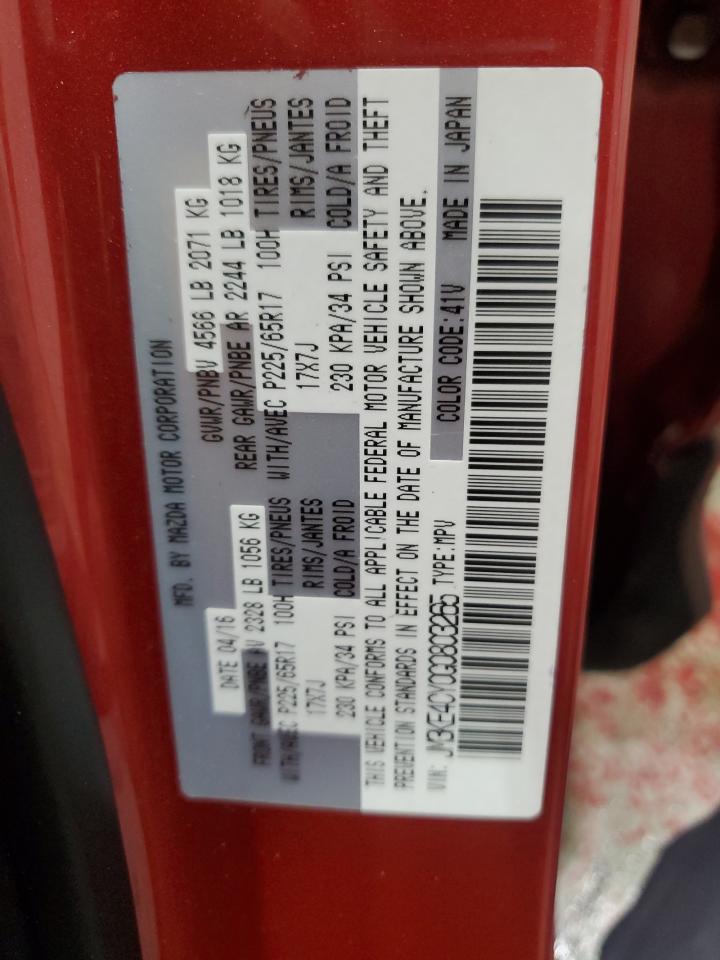 MFD. BY MAZDA MOTOR CORPORATION
DATE 04/16
GVWR/PNBV 4566 LB 2071 KG
FRONT GAWR/PNBE AV 2328 LB 1056 KG
REAR GAWR/PNBE AR 2244 LB 1018 KG
WITH/AVEC P225/65R17 100H TIRES/PNEUS
WITH/AVEC P225/65R17 100H TIRES/PNEUS
17X7J RIMS/JANTES
17X7J RIMS/JANTES
230 KPA/34 PSI COLD/A FROID
230 KPA/34 PSI COLD/A FROID
THIS VEHICLE CONFORMS TO ALL APPLICABLE FEDERAL MOTOR VEHICLE SAFETY AND THEFT
PREVENTION STANDARDS IN EFFECT ON THE DATE OF MANUFACTURE SHOWN ABOVE.
VIN: JM3KE4CY0G0803265 TYPE:MPV
COLOR CODE:41V MADE IN JAPAN